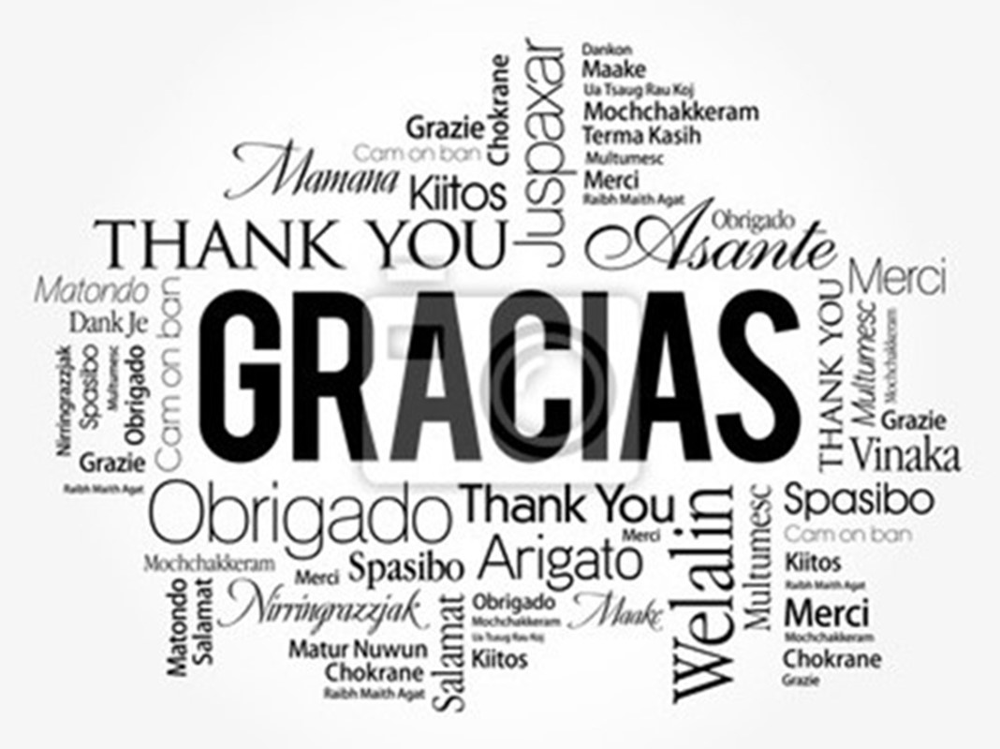 Dankon
Maake
Ua Tsaug Rau Koj
Mochchakkeram
Terma Kasih
Multumesc
Merci
Raibh Maith Agat
Juspaxar
Chokrane
Grazie
Cam on ban
Mamana
Kiitos
THANK YOU
Obrigado
Asante
Matondo
Dank Je
Nirringrazzjak
Spasibo
Multumesc
Obrigado
Cam on ban
Grazie
Raibh Maith Agat
GRACIAS
THANK YOU
Merci
Multumesc
Mochchakkeram
Grazie
Vinaka
Obrigado
Thank You
Merci
Arigato
Mochchakkeram
Merci
Spasibo
Matondo
Salamat
Nirringrazzjak
Matur Nuwun
Chokrane
Raibh Maith Agat
Salamat
Obrigado
Mochchakkeram
Ua Tsaug Rau Koj
Kiitos
Maake
Welalin
Multumesc
Spasibo
Cam on ban
Kiitos
Raibh Maith Agat
Merci
Mochchakkeram
Chokrane
Grazie